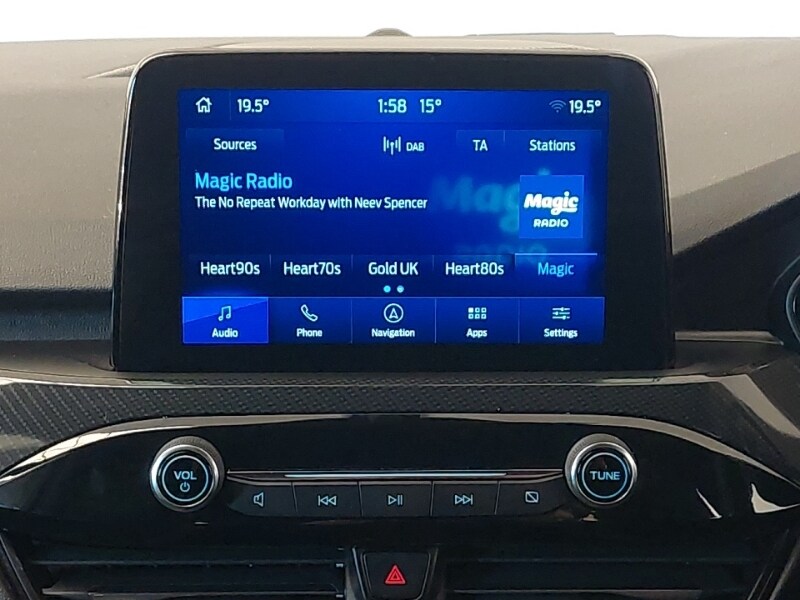 19.5° 1:58 15° 19.5°
Sources DAB TA Stations
Magic Radio
The No Repeat Workday with Neev Spencer
Magic
RADIO
Heart90s Heart70s Gold UK Heart80s Magic
Audio Phone Navigation Apps Settings
VOL TUNE